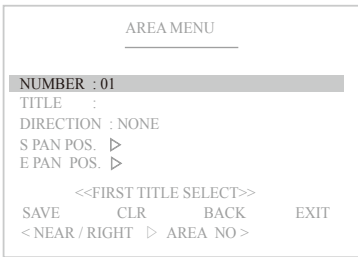 AREA MENU
NUMBER : 01
TITLE :
DIRECTION : NONE
S PAN POS. ▷
E PAN POS. ▷
<<FIRST TITLE SELECT>>
SAVE CLR BACK EXIT
< NEAR / RIGHT ▷ AREA NO >